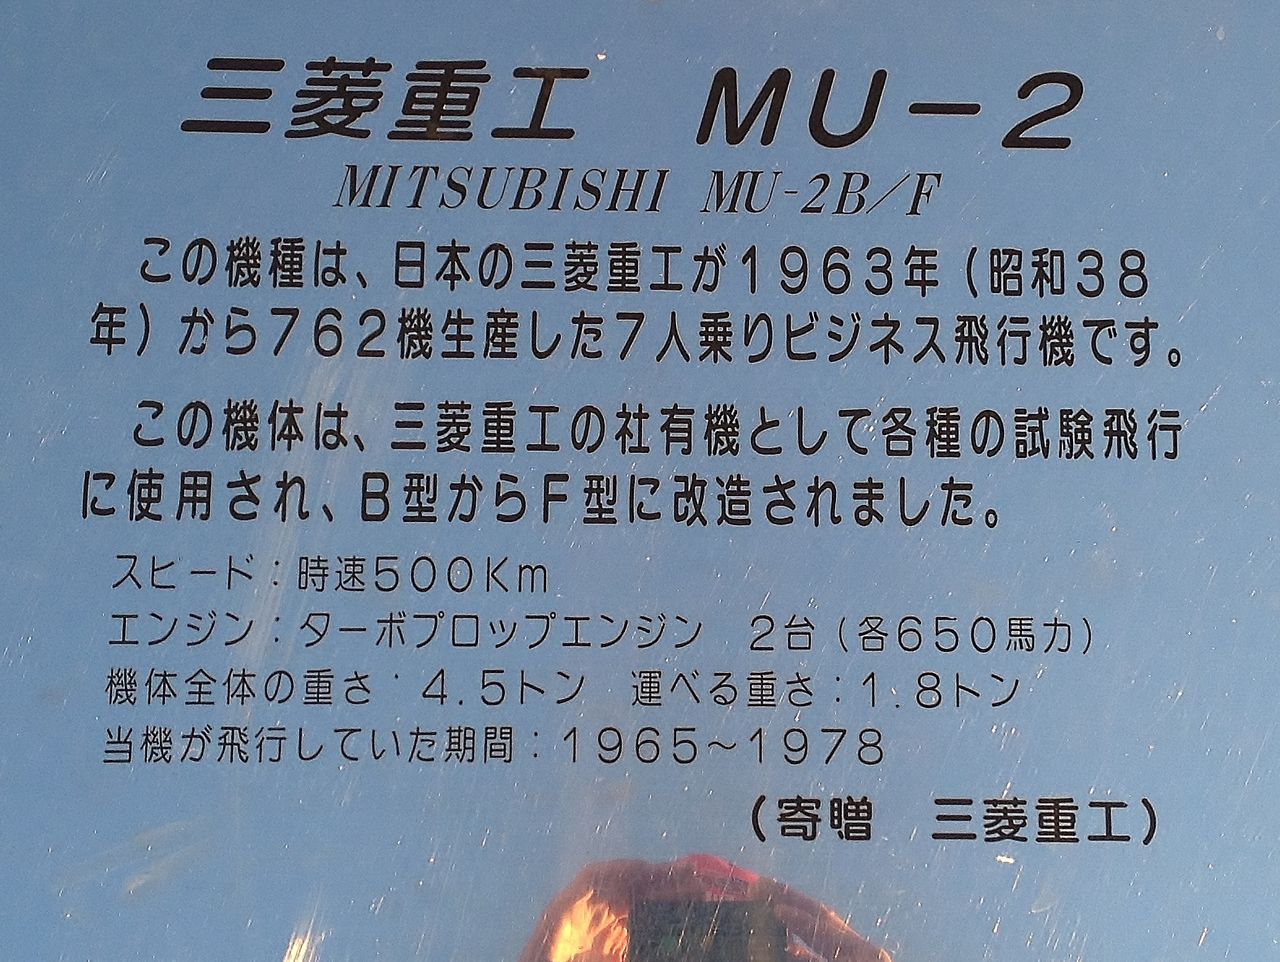 三菱重工 MU-2
MITSUBISHI MU-2B/F
この機種は、日本の三菱重工が1963年(昭和38
年)から762機生産した7人乗りビジネス飛行機です。
この機体は、三菱重工の社有機として各種の試験飛行
に使用され、B型からF型に改造されました。
スピード:時速500Km
エンジン:ターボプロップエンジン 2台(各650馬力)
機体全体の重さ:4.5トン 運べる重さ:1.8トン
当機が飛行していた期間:1965~1978
(寄贈 三菱重工)